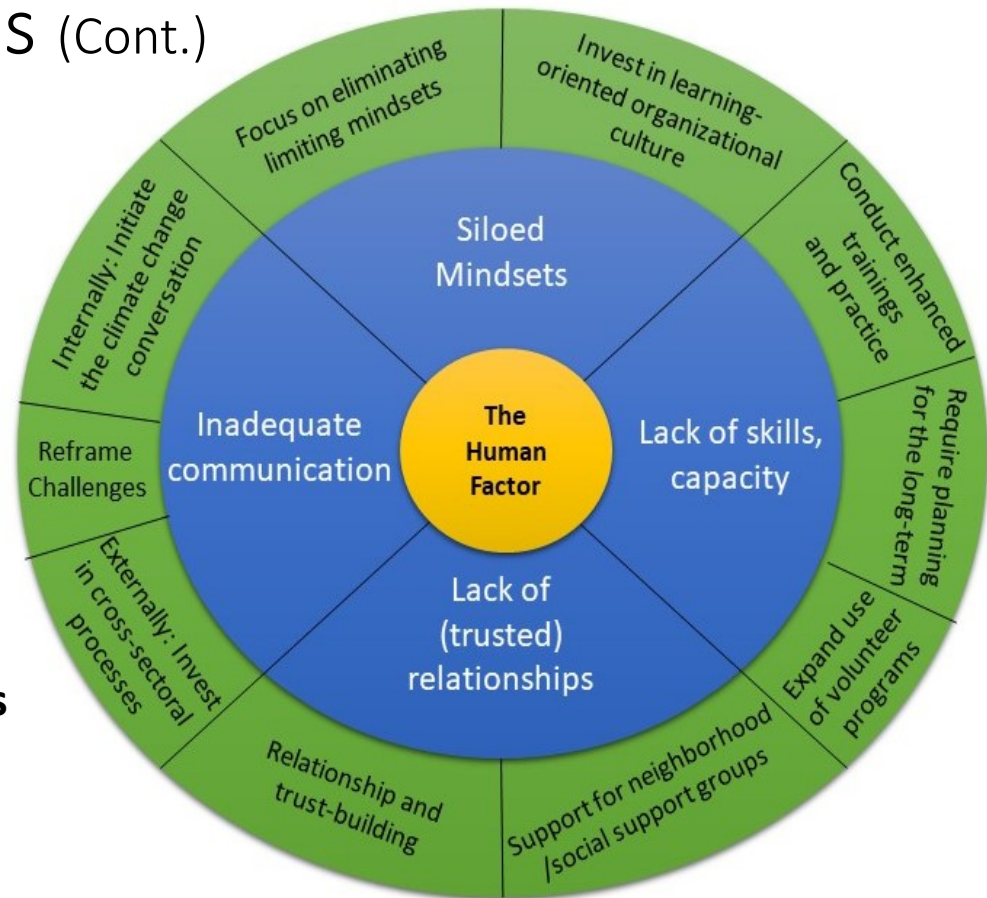 S (Cont.)
Focus on eliminating
limiting mindsets
Invest in learning-
oriented organizational
culture
Conduct enhanced
trainings
and practice
Require planning
for the long-term
Expand use
of volunteer
programs
Support for neighborhood
/social support groups
Relationship and
trust-building
Externally: Invest
in cross-sectoral
processes
Reframe
Challenges
Internally: Initiate
the climate change
conversation
Siloed
Mindsets
Lack of skills,
capacity
Lack of
(trusted)
relationships
Inadequate
communication
The
Human
Factor
s